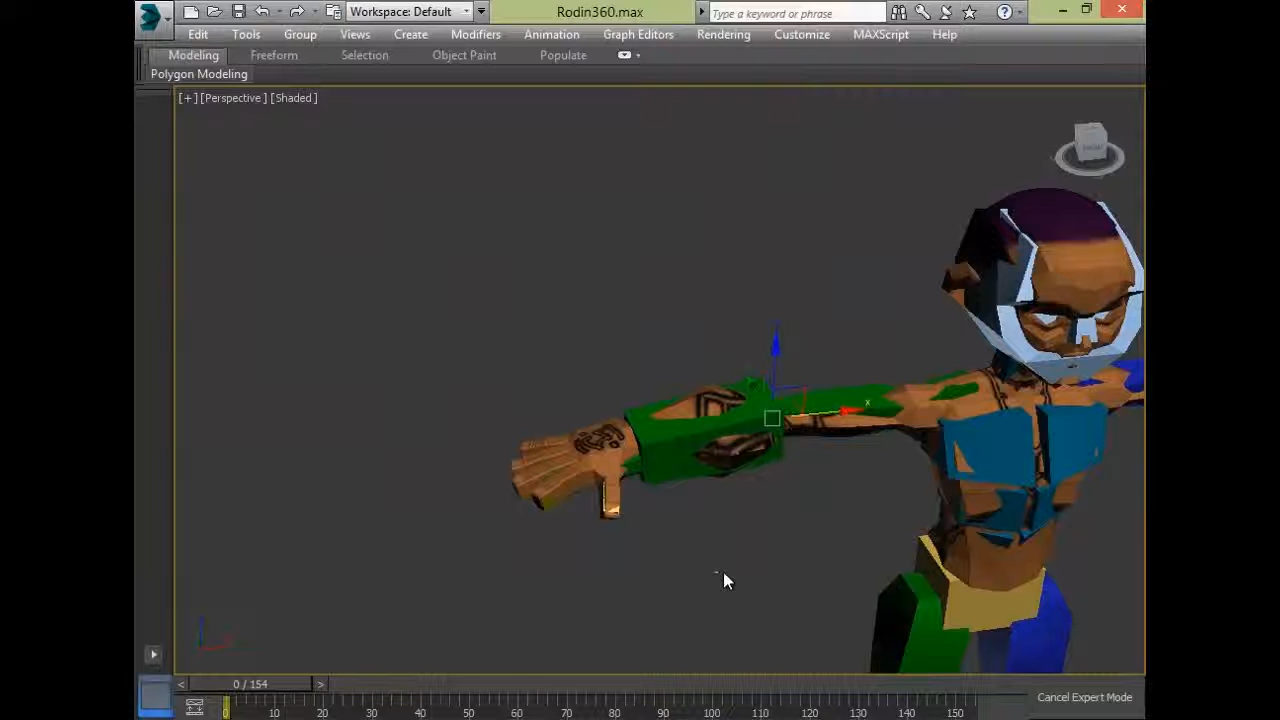 Workspace: Default
Rodin360.max
Type a keyword or phrase
Edit Tools Group Views Create Modifiers Animation Graph Editors Rendering Customize MAXScript Help
Modeling Freeform Selection Object Paint Populate
Polygon Modeling
[+][Perspective][Shaded]
x
< 0 / 154 >
0 10 20 30 40 50 60 70 80 90 100 110 120 130 140 150
Cancel Expert Mode